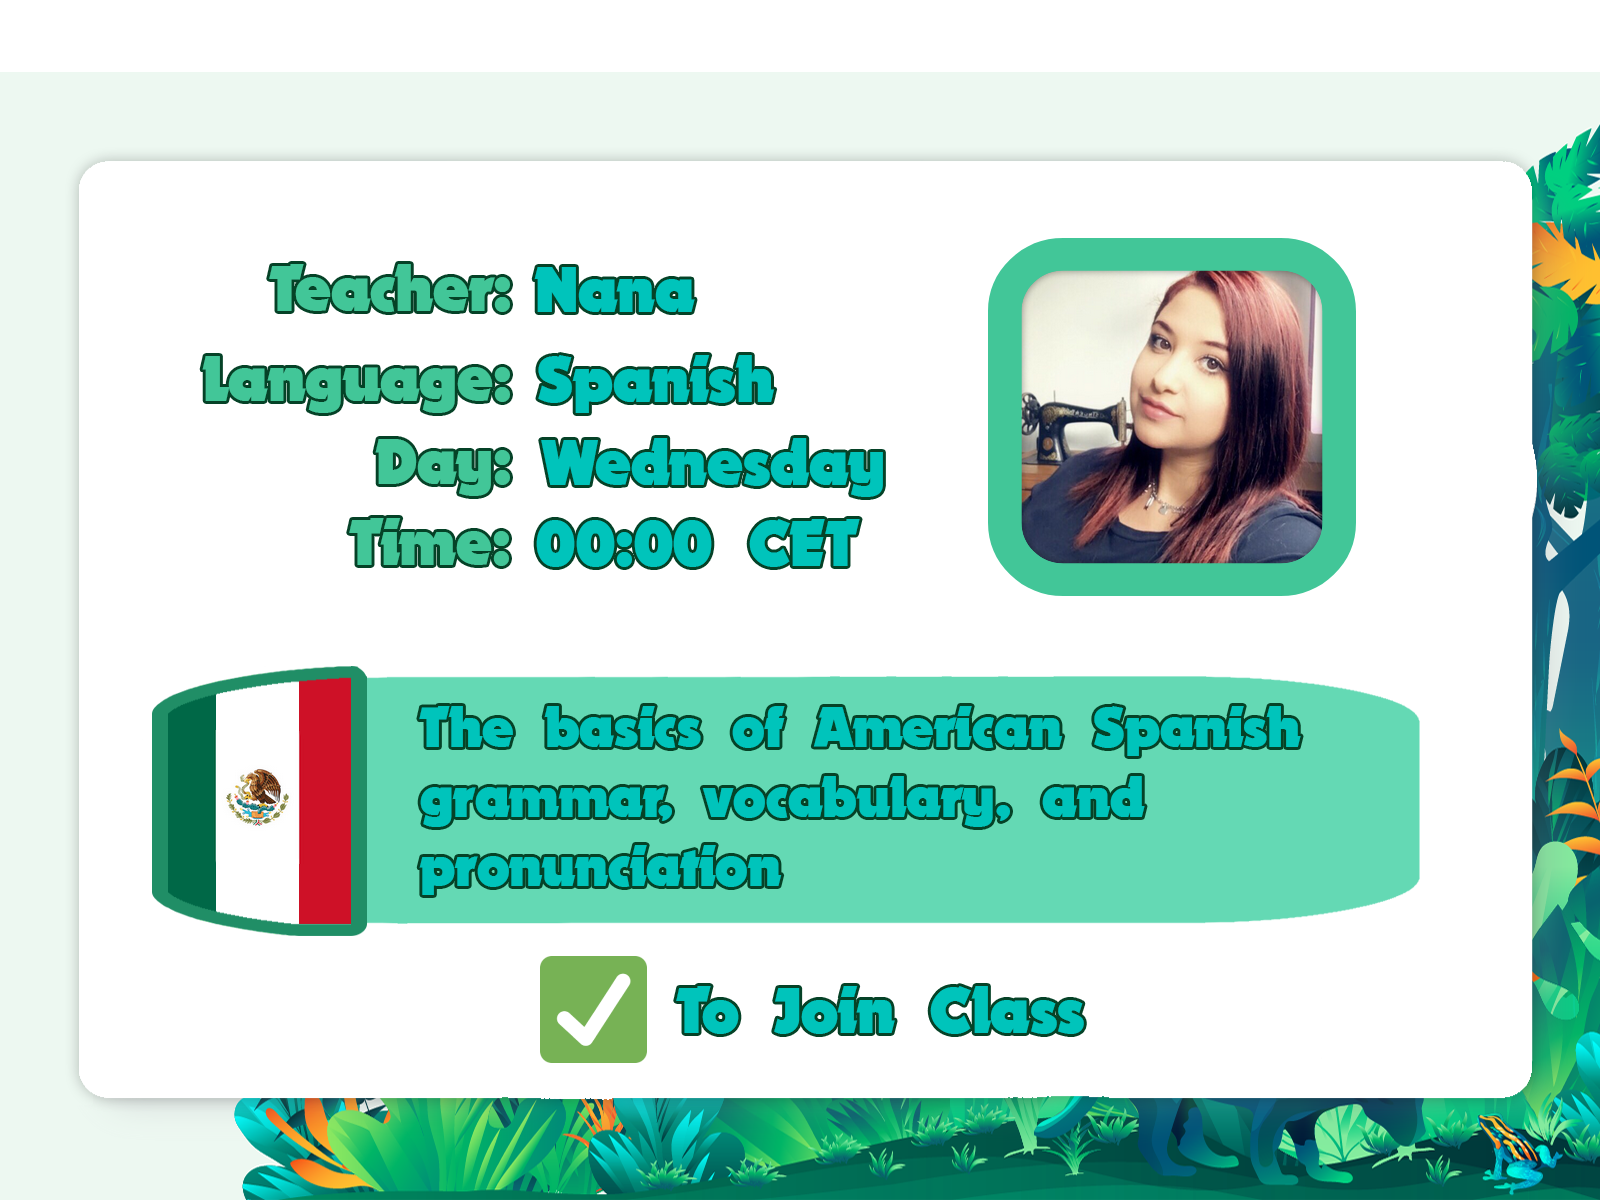 Teacher: Nana
Language: Spanish
Day: Wednesday
Time: 00:00 CET
The basics of American Spanish
grammar, vocabulary, and
pronunciation
To Join Class